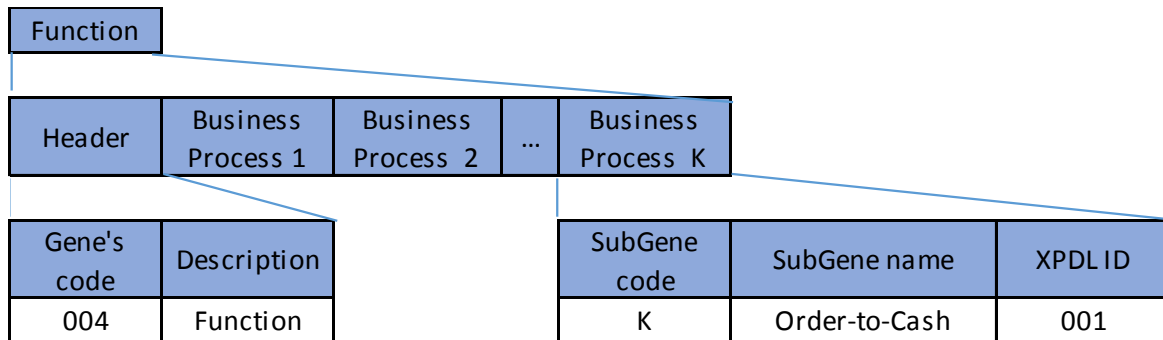 Function
Header
Business
Process 1
Business
Process 2
...
Business
Process K
Gene's
code
Description
004
Function
SubGene
code
SubGene name
XPDL ID
K
Order-to-Cash
001